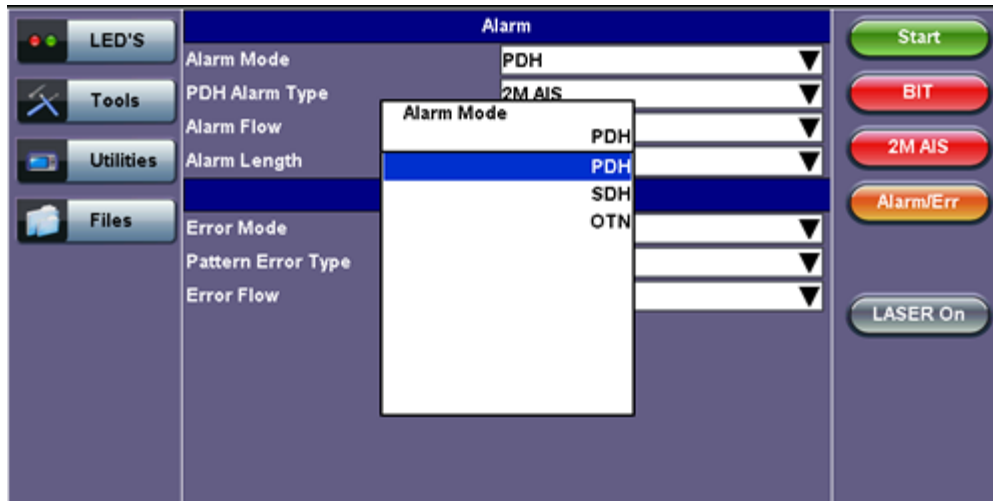 LED'S
Tools
Utilities
Files
Alarm
Alarm Mode PDH
PDH Alarm Type 2M AIS
Alarm Flow
Alarm Length
Error Mode
Pattern Error Type
Error Flow
Alarm Mode
PDH
PDH
SDH
OTN
Start
BIT
2M AIS
Alarm/Err
LASER On